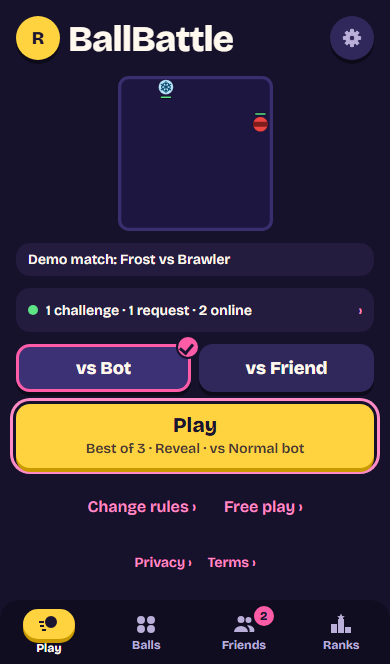 R BallBattle
Demo match: Frost vs Brawler
1 challenge · 1 request · 2 online ›
vs Bot vs Friend
Play
Best of 3 · Reveal · vs Normal bot
Change rules › Free play ›
Privacy › Terms ›
2
Play Balls Friends Ranks